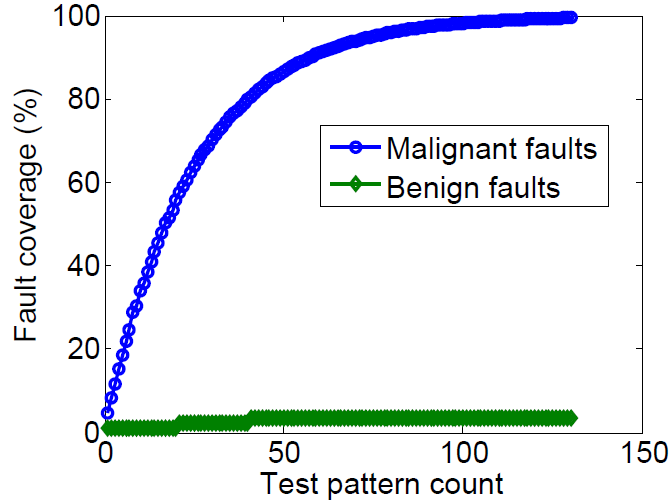 100
80
60
40
20
0
Fault coverage (%)
Malignant faults
Benign faults
0 50 100 150
Test pattern count